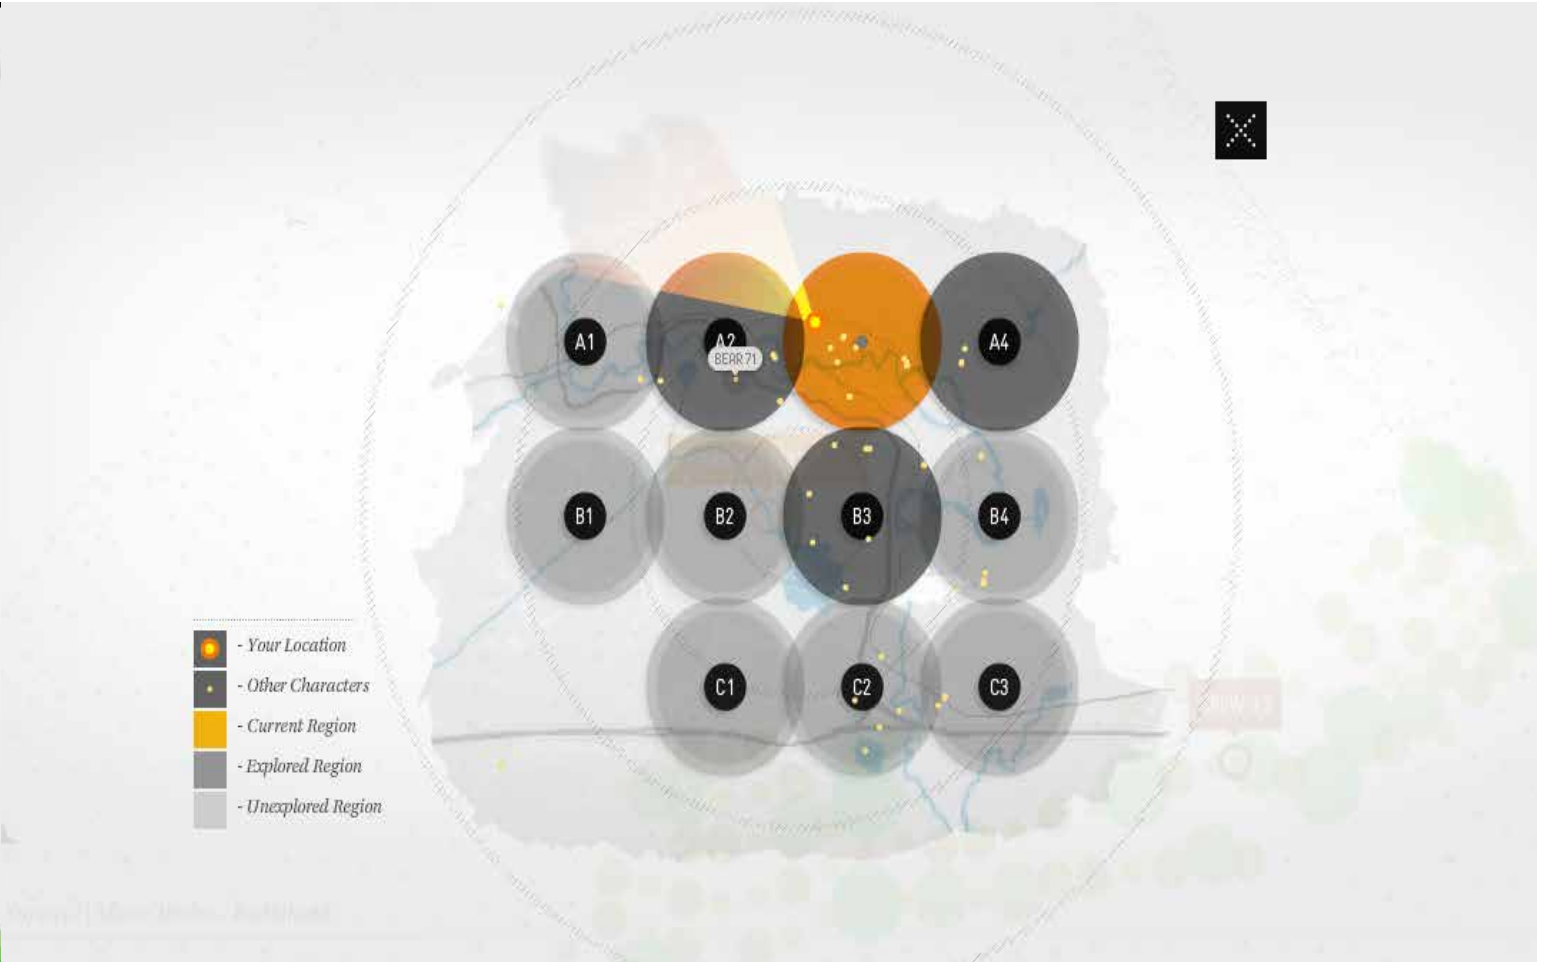 A1
A2
A4
BEAR 71
B1
B2
B3
B4
C1
C2
C3
- Your Location
- Other Characters
- Current Region
- Explored Region
- Unexplored Region